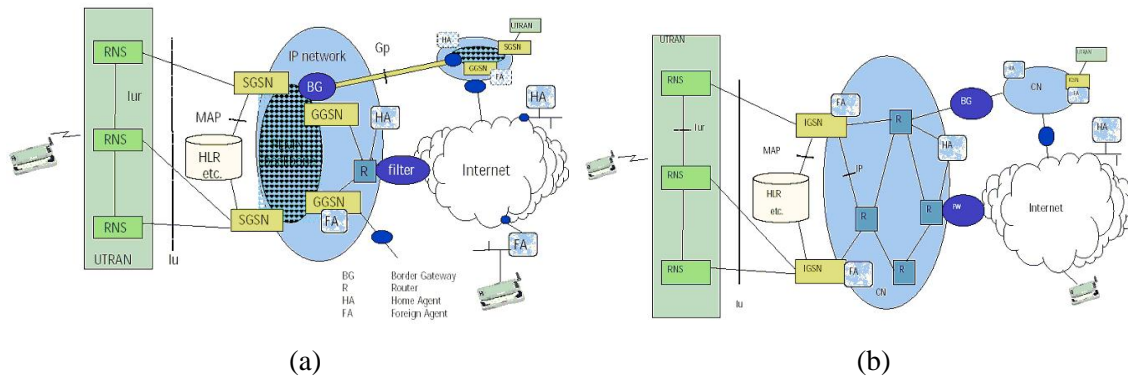 UTRAN
HA
SGSN
GGSN
FA
RNS
IP network
Gp
SGSN
BG
HA
Iur
GGSN
MAP
HA
RNS
HLR
etc.
R
filter
Internet
GGSN
SGSN
FA
RNS
FA
UTRAN
Iu
BG Border Gateway
R Router
HA Home Agent
FA Foreign Agent
(a)
UTRAN
UTRAN
RNS
CN
FA
BG
FA
IGSN
R
HA
Iur
HA
MAP
IP
RNS
HLR
etc.
R
R
Internet
RNS
IGSN
FA
R
CN
Iu
(b)